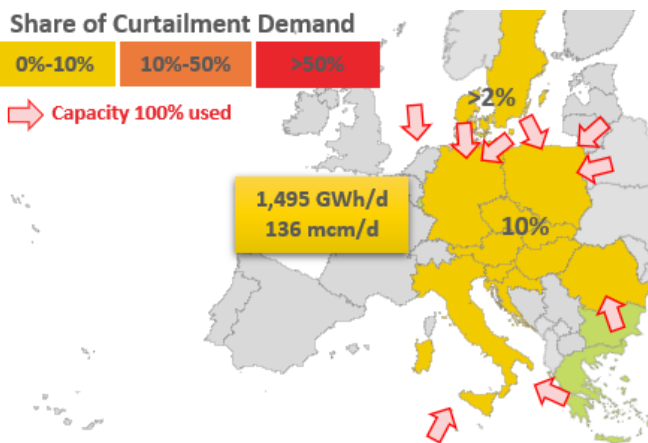 Share of Curtailment Demand
0%-10% 10%-50% >50%
Capacity 100% used
>2%
1,495 GWh/d
136 mcm/d
10%